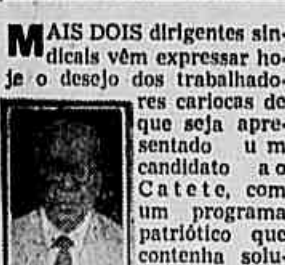 MAIS DOIS dirigentes sin-
dicais vêm expressar ho-
je o desejo dos trabalhado-
res cariocas de
que seja apre-
sentado um
candidato ao
Catete, com
um programa
patriótico que
contenha solu-